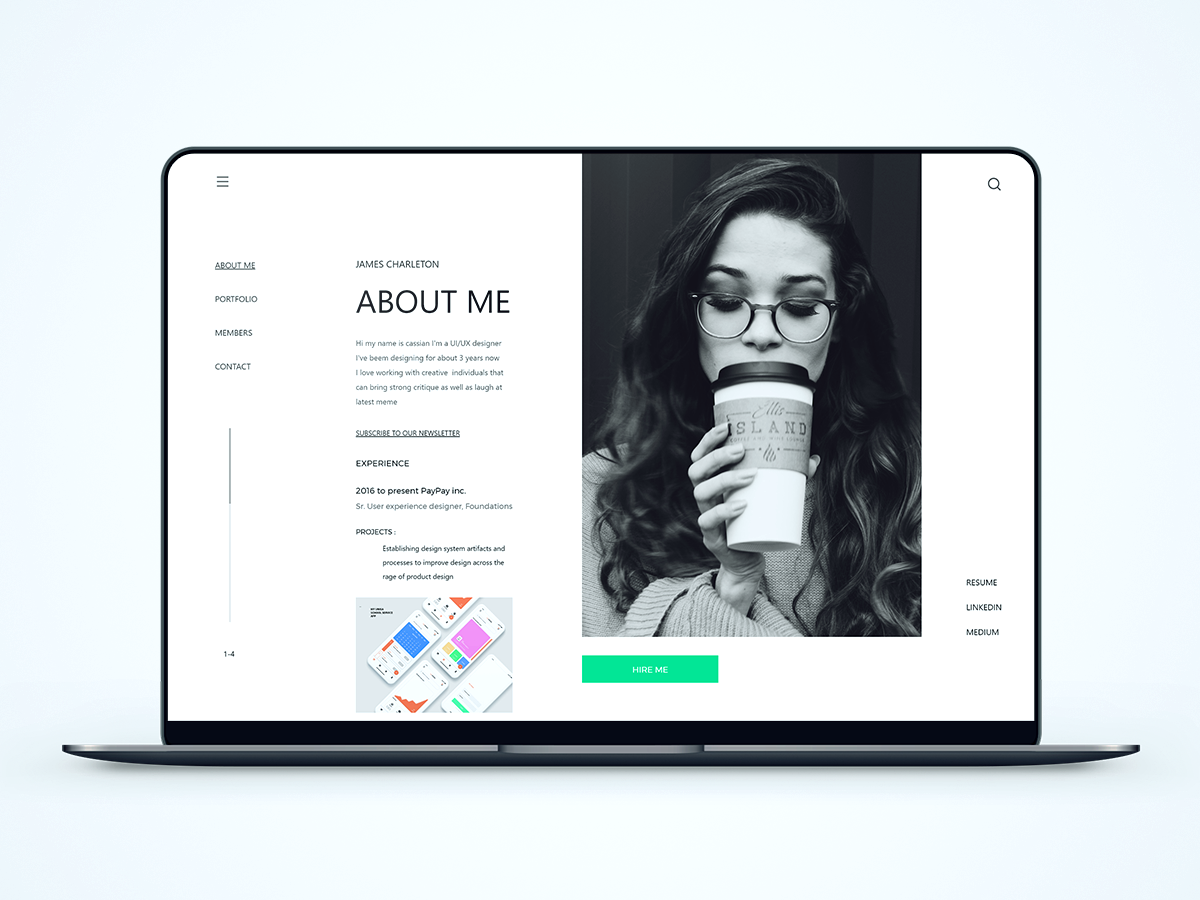 ABOUT ME
PORTFOLIO
MEMBERS
CONTACT
1-4
JAMES CHARLETON
ABOUT ME
Hi my name is cassian I'm a UI/UX designer
I've beem designing for about 3 years now
I love working with creative individuals that
can bring strong critique as well as laugh at
latest meme
SUBSCRIBE TO OUR NEWSLETTER
EXPERIENCE
2016 to present PayPay inc.
Sr. User experience designer, Foundations
PROJECTS :
Establishing design system artifacts and
processes to improve design across the
rage of product design
SCHOOL SERVICE
APP
Ellis
ISLAND
COFFEE AND WINE LOUNGE
HIRE ME
RESUME
LINKEDIN
MEDIUM